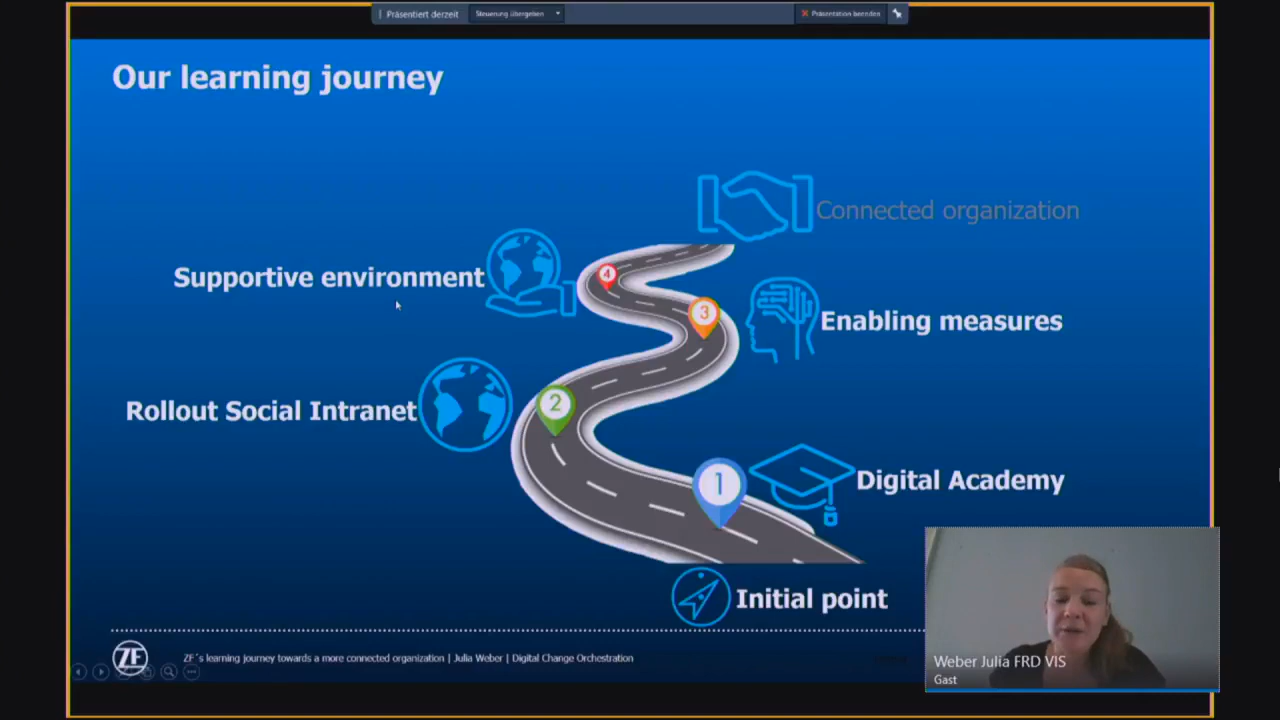 Präsentiert derzeit
Steuerung übergeben
Präsentation beenden
Our learning journey
Connected organization
Supportive environment
4
3
Enabling measures
Rollout Social Intranet
2
1
Digital Academy
Initial point
ZF
ZF´s learning journey towards a more connected organization | Julia Weber | Digital Change Orchestration
Weber Julia FRD VIS
Gast